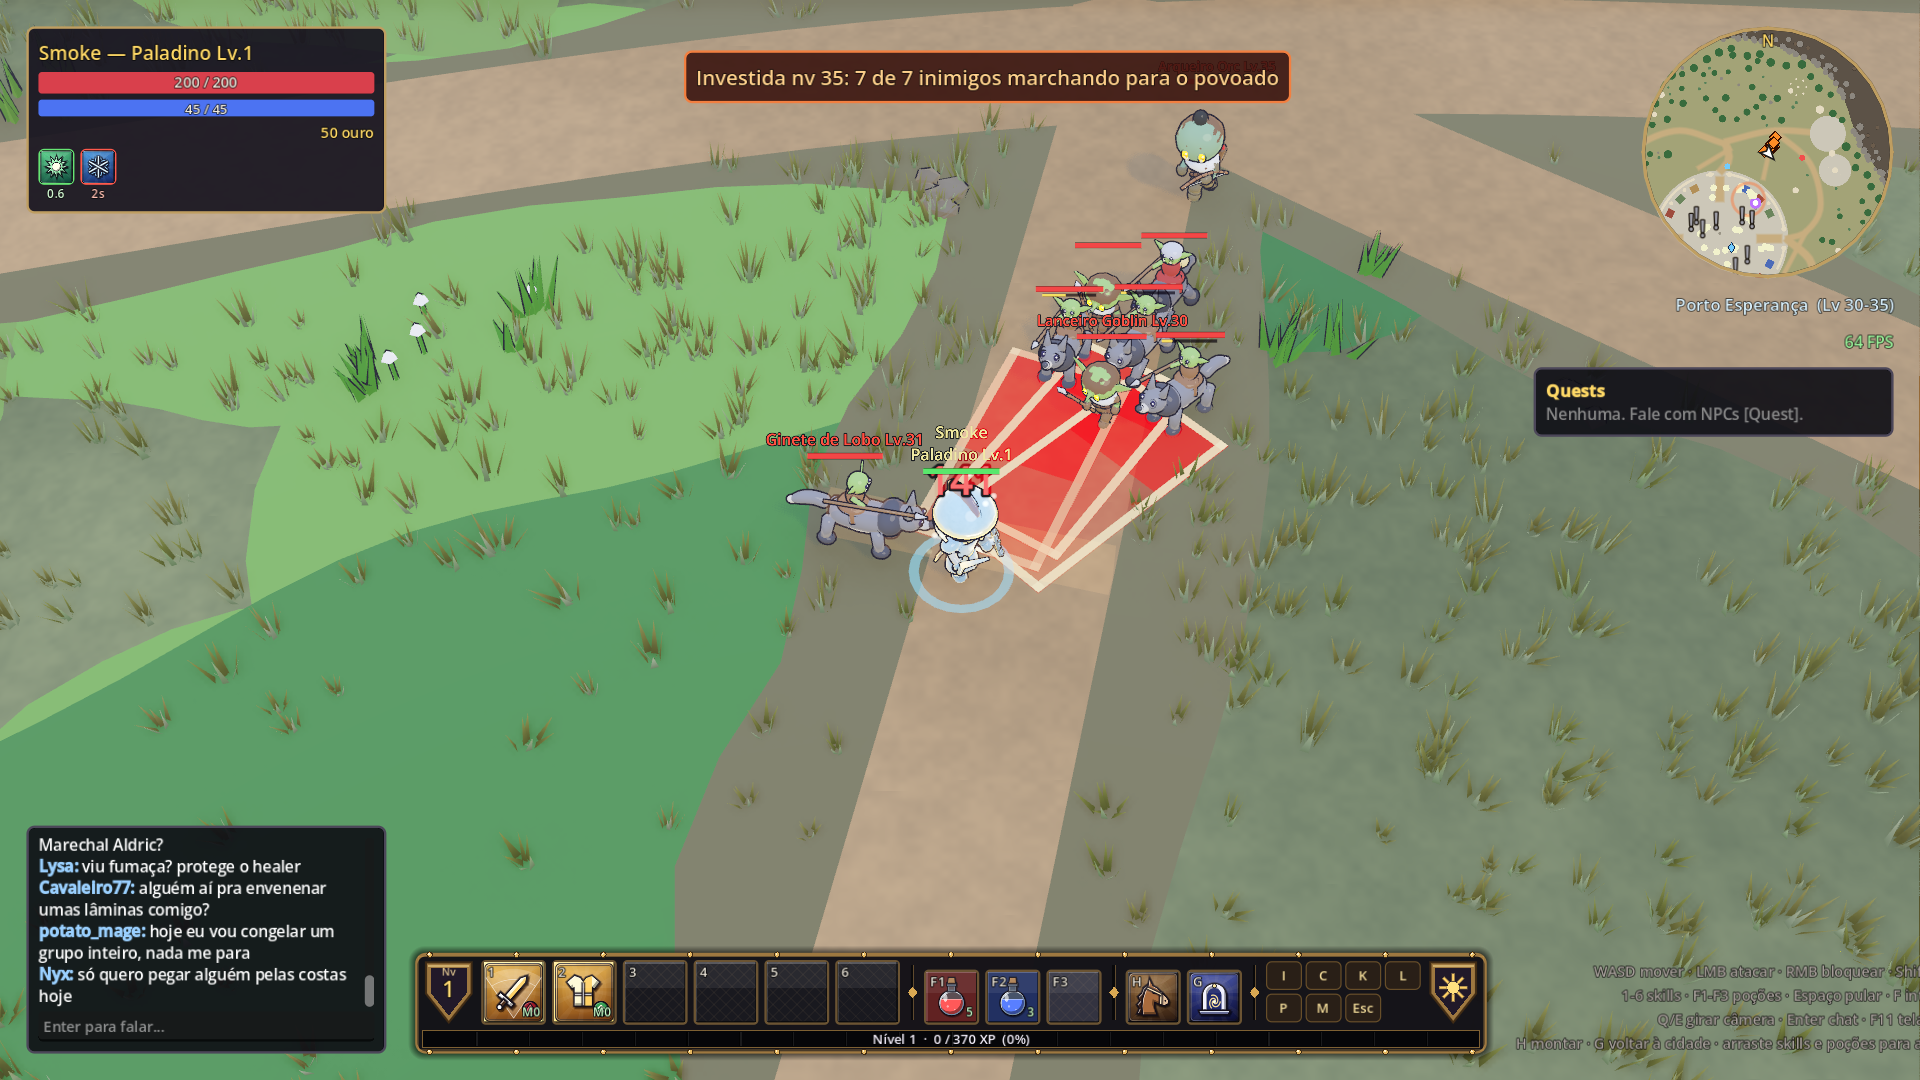 Smoke — Paladino Lv.1
200 / 200
45 / 45
50 ouro
0.6
2s
Investida nv 35: 7 de 7 inimigos marchando para o povoado
N
Porto Esperança (Lv 30-35)
64 FPS
Quests
Nenhuma. Fale com NPCs [Quest].
Lanceiro Goblin Lv.30
Ginete de Lobo Lv.31
Smoke
Paladino Lv.1
141
Marechal Aldric?
Lysa: viu fumaça? protege o healer
Cavaleiro77: alguém aí pra envenenar
umas lâminas comigo?
potato_mage: hoje eu vou congelar um
grupo inteiro, nada me para
Nyx: só quero pegar alguém pelas costas
hoje
Enter para falar...
Nv
1
1
M0
2
M0
3
4
5
6
F1
5
F2
3
F3
H
G
I
C
K
L
P
M
Esc
Nível 1 · 0 / 370 XP (0%)
WASD mover · LMB atacar · RMB bloquear · Shi
1-6 skills · F1-F3 poções · Espaço pular · F in
Q/E girar câmera · Enter chat · F11 tela
H montar · G voltar à cidade · arraste skills e poções para a